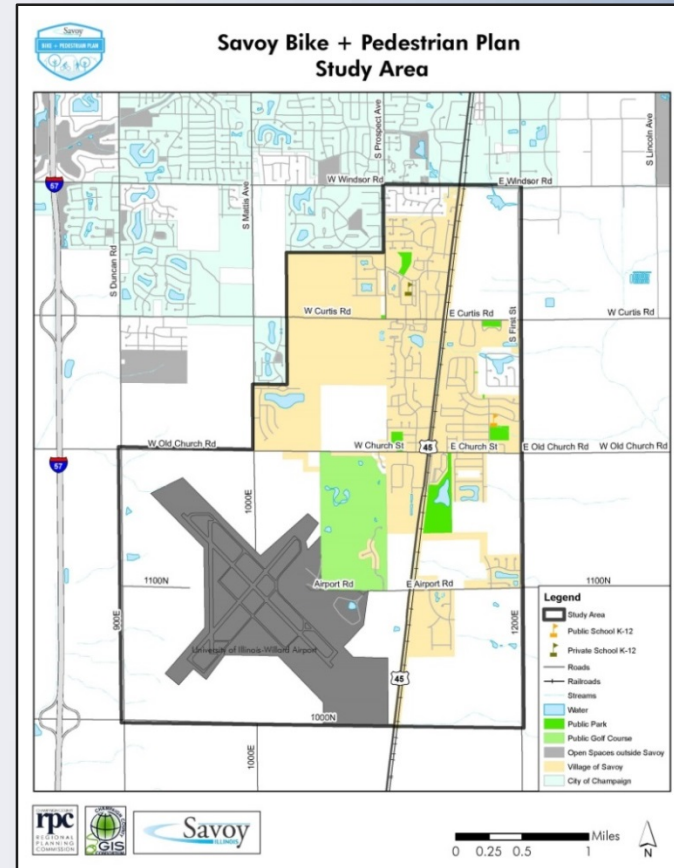 Savoy
BIKE + PEDESTRIAN PLAN
Savoy Bike + Pedestrian Plan
Study Area
S Prospect Ave
S Lincoln Ave
W Windsor Rd
E Windsor Rd
57
S Mattis Ave
S Duncan Rd
W Curtis Rd
E Curtis Rd
S First St
W Curtis Rd
W Old Church Rd
W Church St
45
E Church St
E Old Church Rd
W Old Church Rd
57
1000E
1100N
Airport Rd
E Airport Rd
1100N
900E
1200E
University of Illinois-Willard Airport
45
1000N
1000E
Legend
Study Area
Public School K-12
Private School K-12
Roads
Railroads
Streams
Water
Public Park
Public Golf Course
Open Spaces outside Savoy
Village of Savoy
City of Champaign
rpc
REGIONAL
PLANNING
COMMISSION
GIS
Savoy
ILLINOIS
Miles
0 0.25 0.5 1
N